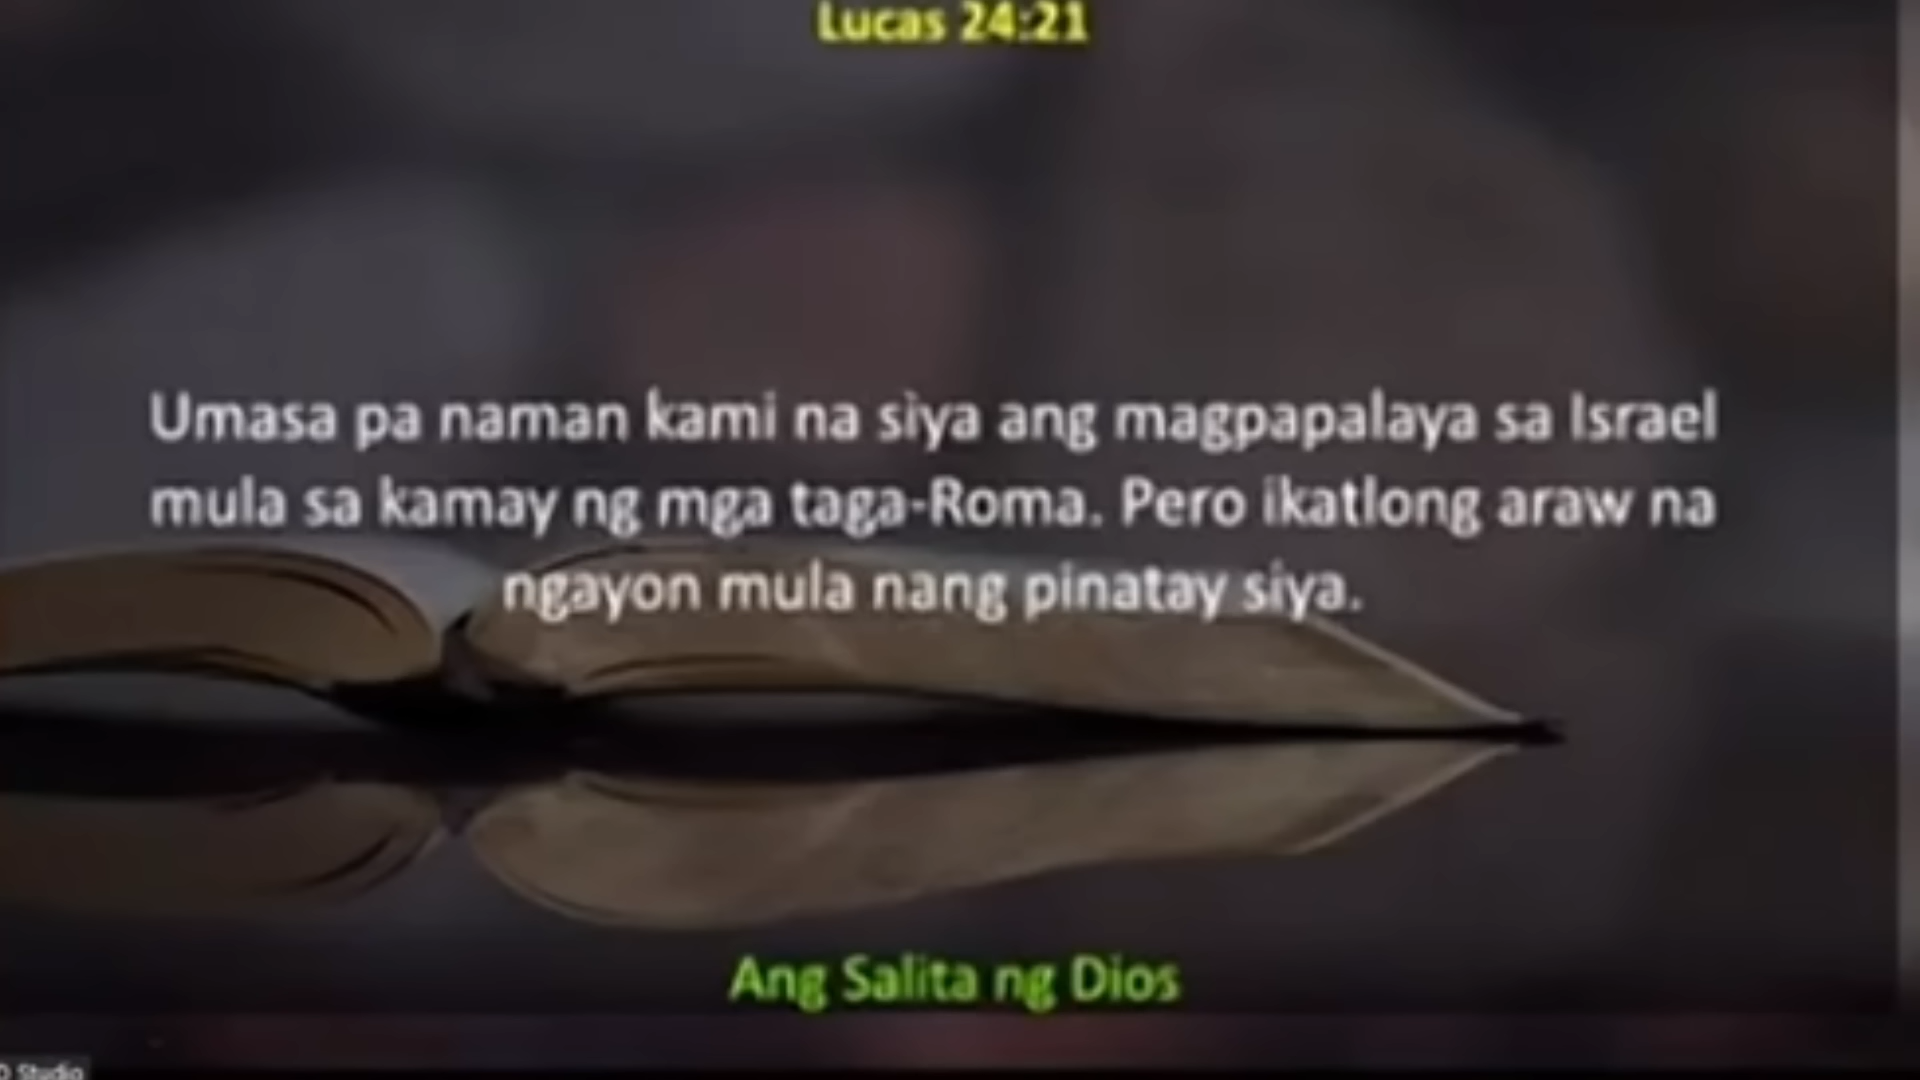 Lucas 24:21
Umasa pa naman kami na siya ang magpapalaya sa Israel
mula sa kamay ng mga taga-Roma. Pero ikatlong araw na
ngayon mula nang pinatay siya.
Ang Salita ng Dios
Studio